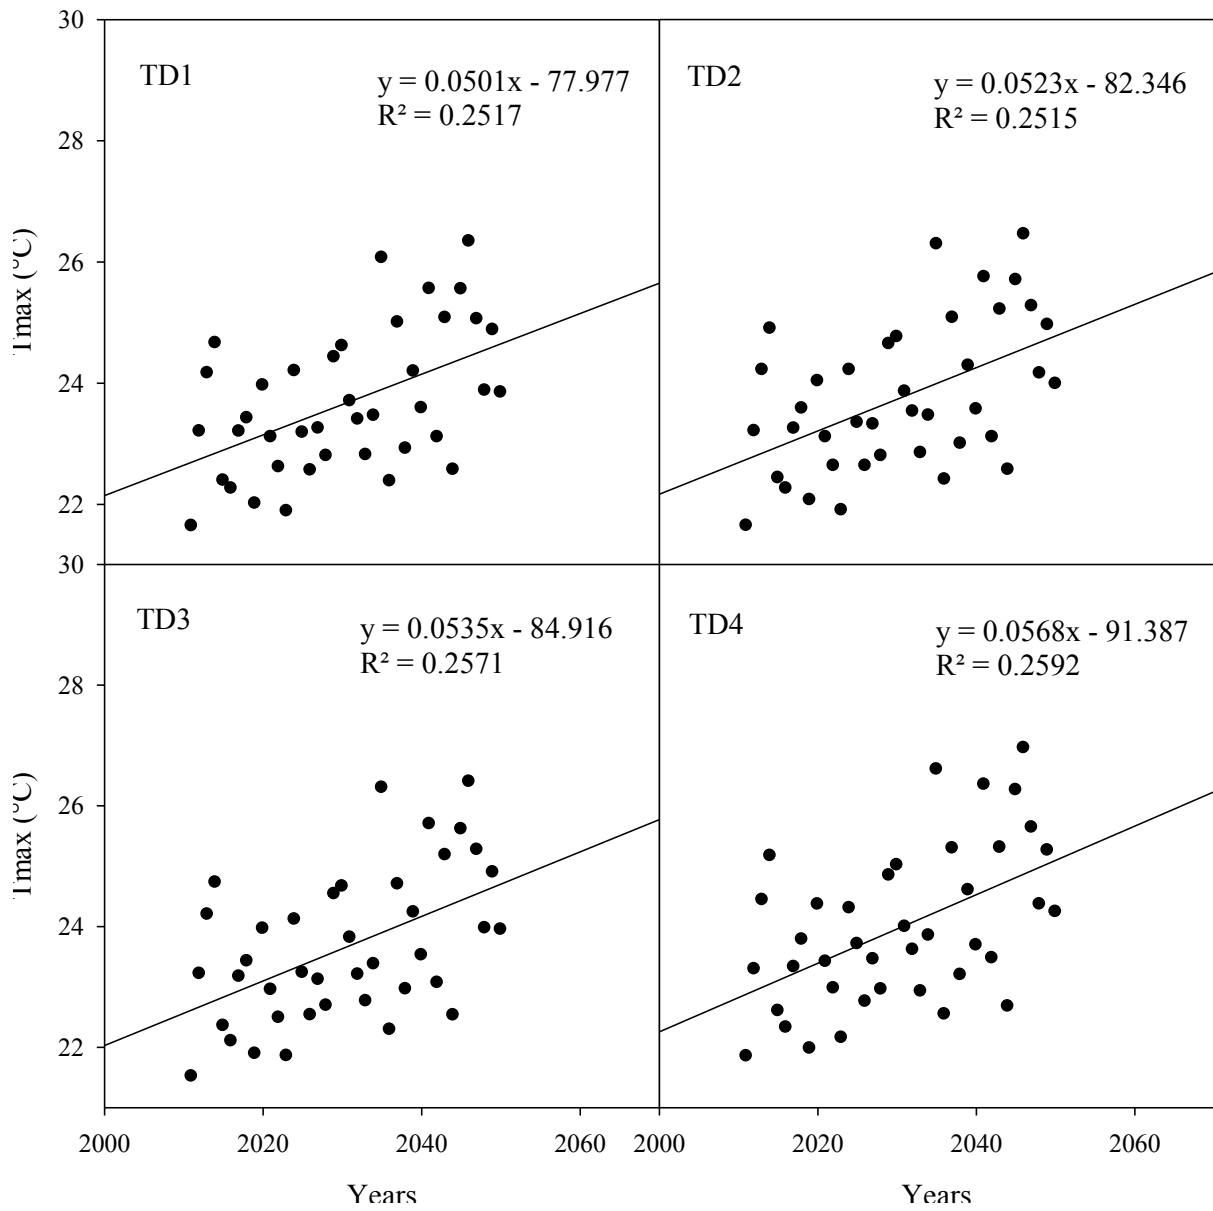 30
TD1
y = 0.0501x - 77.977
R² = 0.2517
TD2
y = 0.0523x - 82.346
R² = 0.2515
28
26
24
22
Tmax (°C)
30
TD3
y = 0.0535x - 84.916
R² = 0.2571
TD4
y = 0.0568x - 91.387
R² = 0.2592
28
26
24
22
Tmax (°C)
2000 2020 2040 2060 2000 2020 2040 2060
Years Years